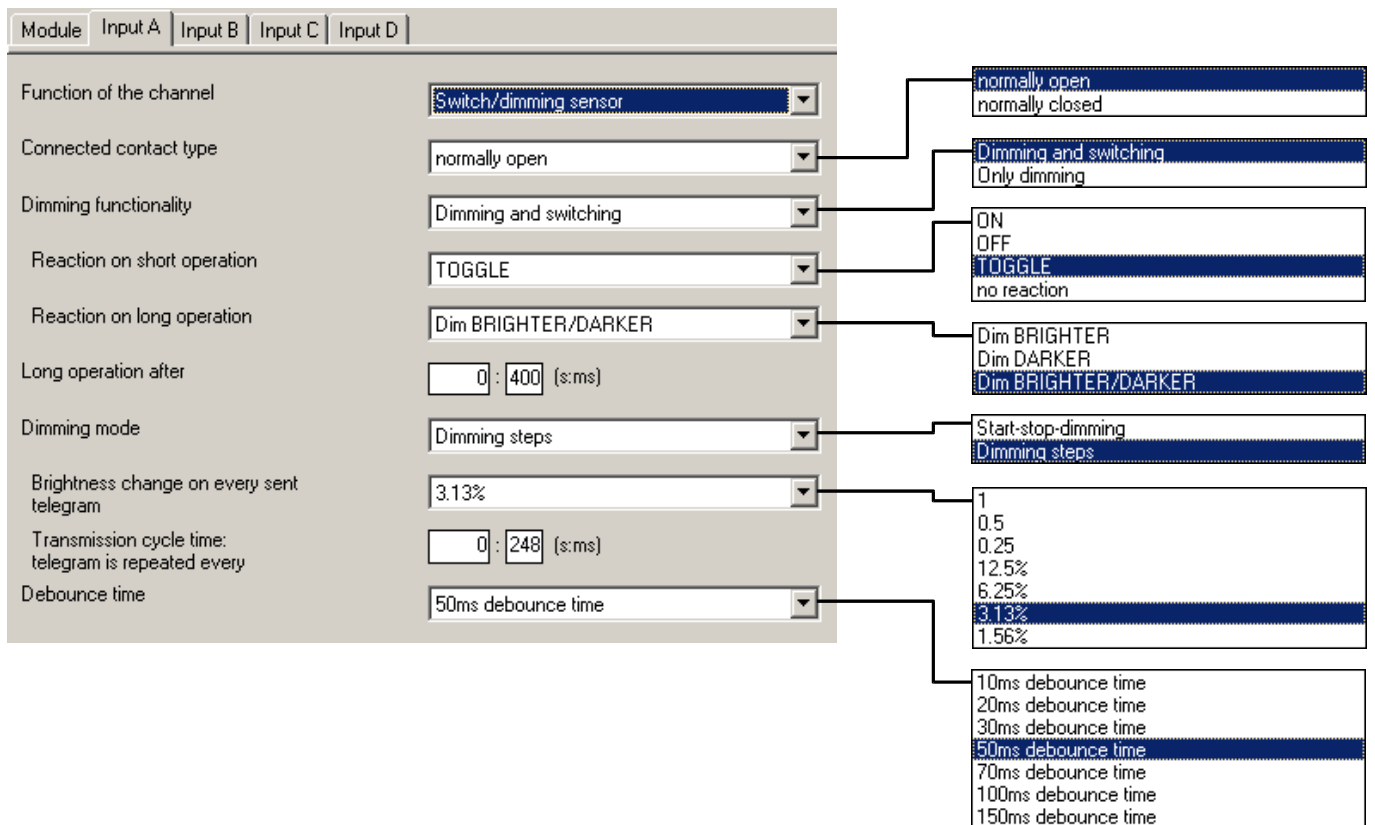 Module Input A Input B Input C Input D
Function of the channel Switch/dimming sensor
Connected contact type normally open
Dimming functionality Dimming and switching
Reaction on short operation TOGGLE
Reaction on long operation Dim BRIGHTER/DARKER
Long operation after 0 : 400 (s:ms)
Dimming mode Dimming steps
Brightness change on every sent
telegram 3.13%
Transmission cycle time:
telegram is repeated every 0 : 248 (s:ms)
Debounce time 50ms debounce time
normally open
normally closed
Dimming and switching
Only dimming
ON
OFF
TOGGLE
no reaction
Dim BRIGHTER
Dim DARKER
Dim BRIGHTER/DARKER
Start-stop-dimming
Dimming steps
1
0.5
0.25
12.5%
6.25%
3.13%
1.56%
10ms debounce time
20ms debounce time
30ms debounce time
50ms debounce time
70ms debounce time
100ms debounce time
150ms debounce time